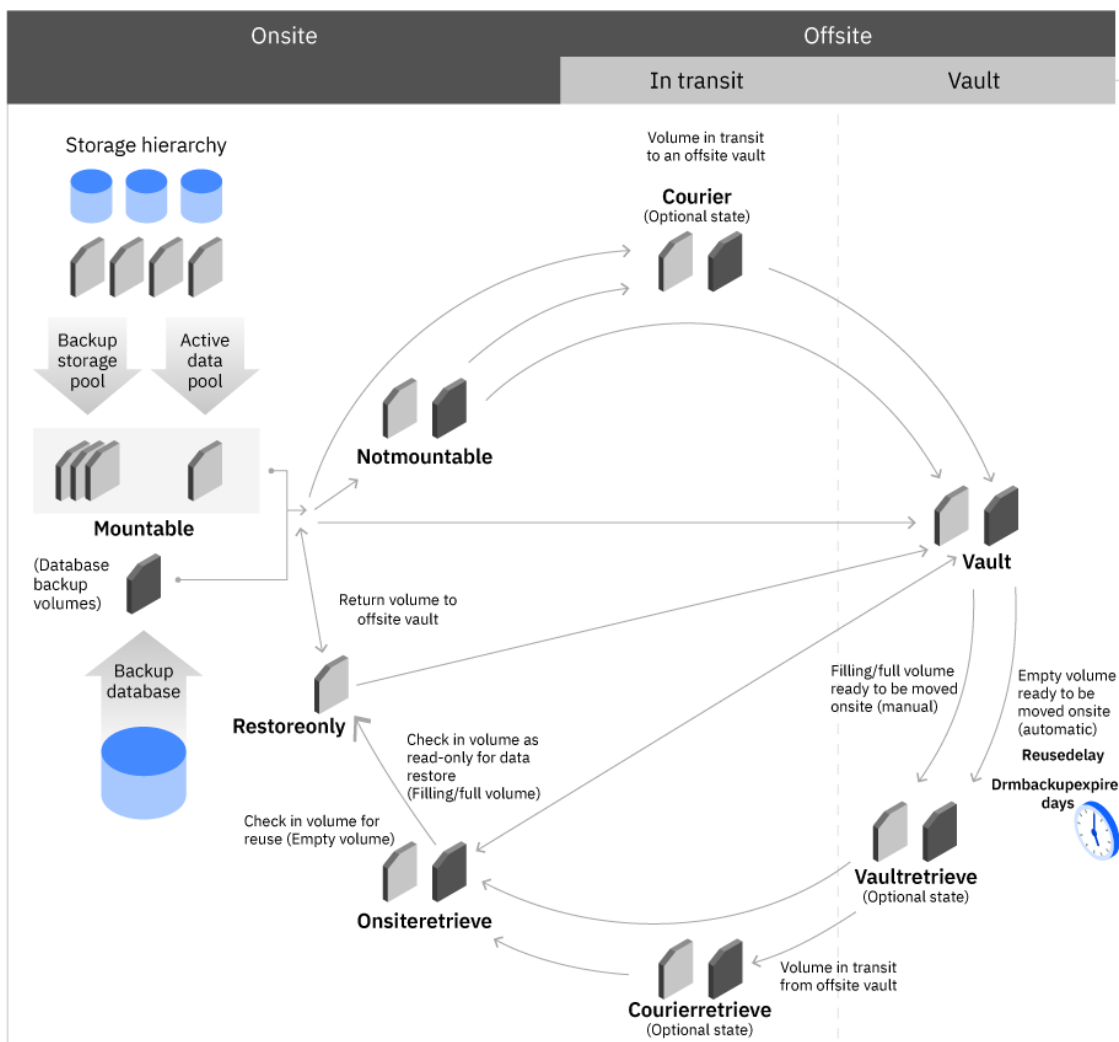 Onsite
Offsite
In transit
Vault
Storage hierarchy
Volume in transit
to an offsite vault
Courier
(Optional state)
Backup
storage
pool
Active
data
pool
Notmountable
Mountable
(Database
backup
volumes)
Vault
Return volume to
offsite vault
Backup
database
Restoreonly
Filling/full volume
ready to be moved
onsite (manual)
Empty volume
ready to be
moved onsite
(automatic)
Reusedelay
Drmbackupexpire
days
Check in volume as
read-only for data
restore
(Filling/full volume)
Check in volume for
reuse (Empty volume)
Onsiteretrieve
Vaultretrieve
(Optional state)
Volume in transit
from offsite vault
Courierretrieve
(Optional state)